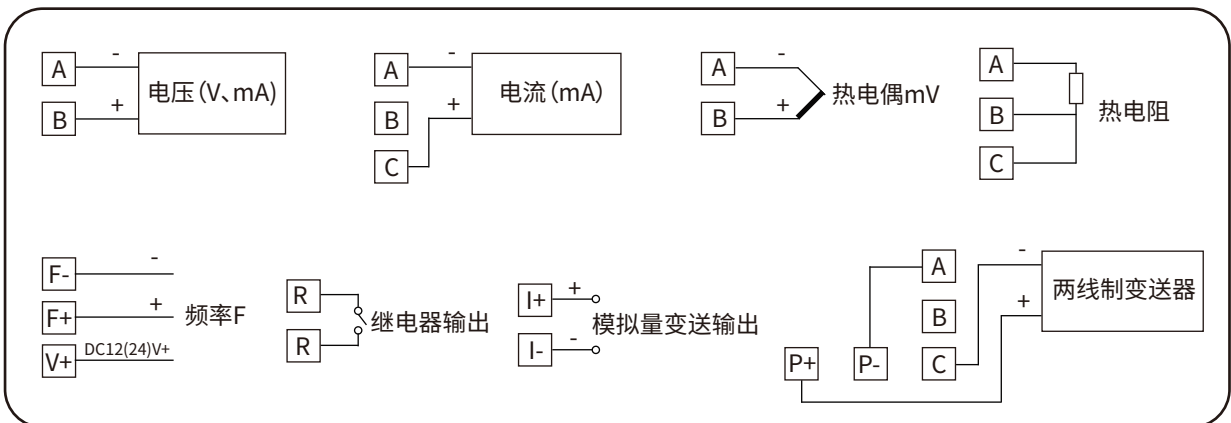 A - 电压(V、mA)
B +
A - 电流(mA)
B +
C
A - 热电偶mV
B +
A
B 热电阻
C
F- -
F+ + 频率F
V+ DC12(24)V+
R 继电器输出
R
I+ + 模拟量变送输出
I- -
A - 两线制变送器
B +
P+ P- C